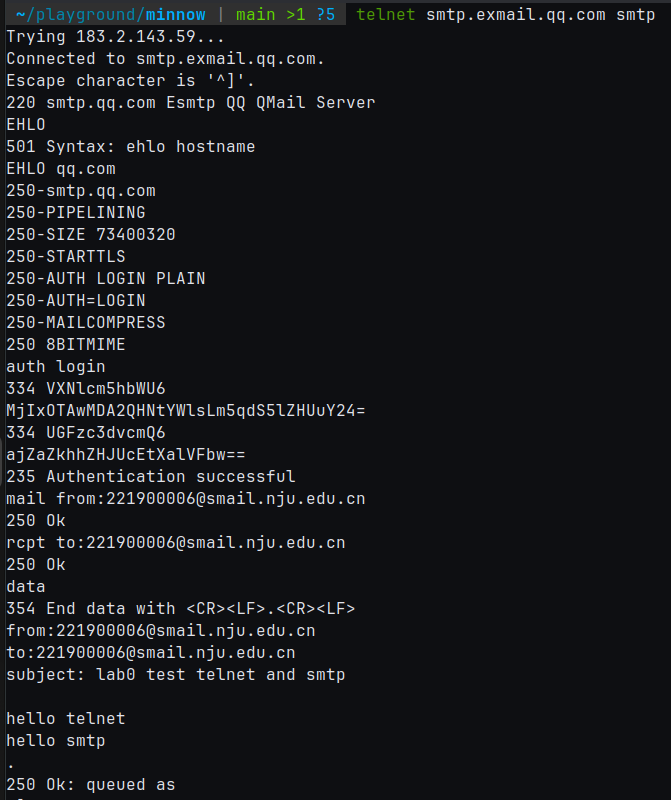 ~/playground/minnow | main >1 ?5 telnet smtp.exmail.qq.com smtp
Trying 183.2.143.59...
Connected to smtp.exmail.qq.com.
Escape character is '^]'.
220 smtp.qq.com Esmtp QQ QMail Server
EHLO
501 Syntax: ehlo hostname
EHLO qq.com
250-smtp.qq.com
250-PIPELINING
250-SIZE 73400320
250-STARTTLS
250-AUTH LOGIN PLAIN
250-AUTH=LOGIN
250-MAILCOMPRESS
250 8BITMIME
auth login
334 VXNlcm5hbWU6
MjIxOTAwMDA2QHNtYWlsLm5qdS5lZHUuY24=
334 UGFzc3dvcmQ6
ajZaZkhhZHJUcEtXalVFbw==
235 Authentication successful
mail from:221900006@smail.nju.edu.cn
250 Ok
rcpt to:221900006@smail.nju.edu.cn
250 Ok
data
354 End data with <CR><LF>.<CR><LF>
from:221900006@smail.nju.edu.cn
to:221900006@smail.nju.edu.cn
subject: lab0 test telnet and smtp

hello telnet
hello smtp
.
250 Ok: queued as